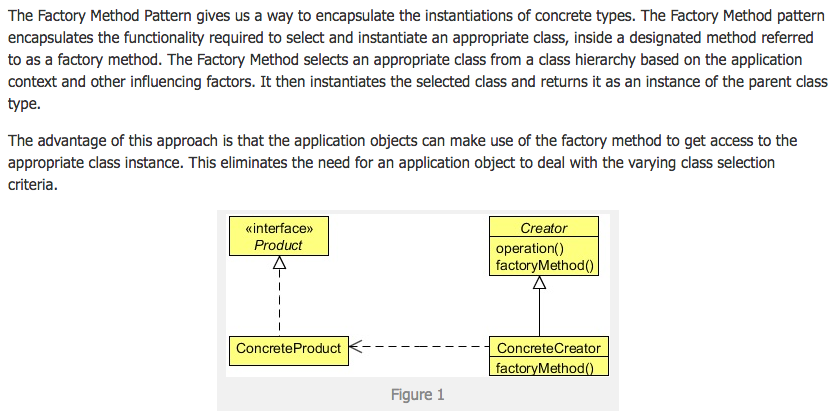 The Factory Method Pattern gives us a way to encapsulate the instantiations of concrete types. The Factory Method pattern
encapsulates the functionality required to select and instantiate an appropriate class, inside a designated method referred
to as a factory method. The Factory Method selects an appropriate class from a class hierarchy based on the application
context and other influencing factors. It then instantiates the selected class and returns it as an instance of the parent class
type.
The advantage of this approach is that the application objects can make use of the factory method to get access to the
appropriate class instance. This eliminates the need for an application object to deal with the varying class selection
criteria.
«interface»
Product
Creator
operation()
factoryMethod()
ConcreteProduct
ConcreteCreator
factoryMethod()
Figure 1